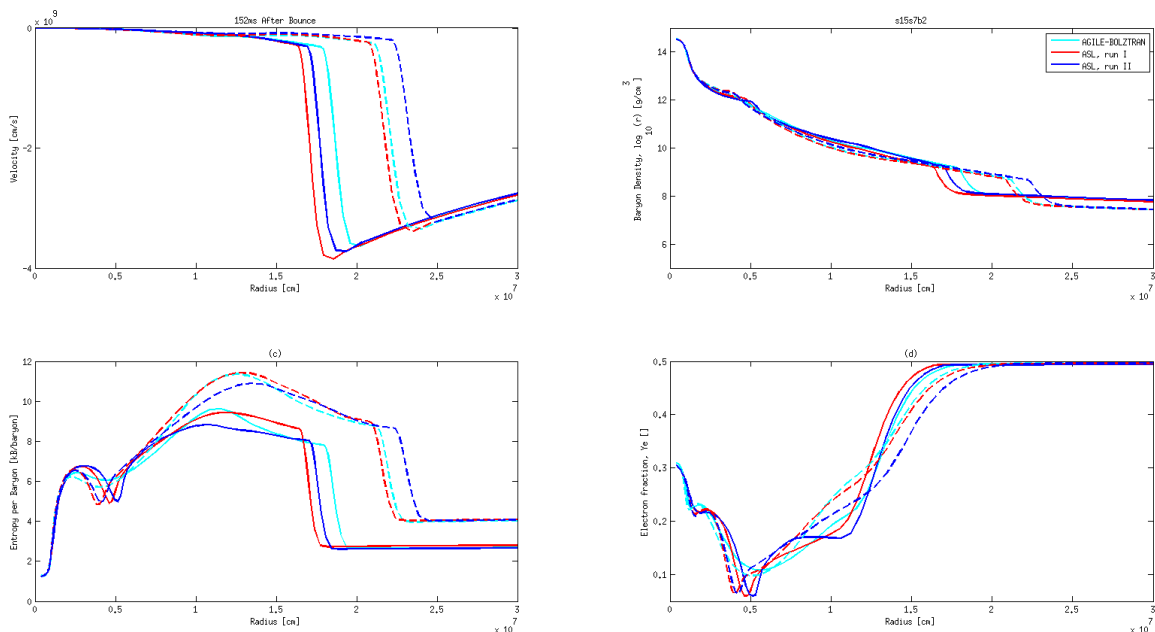 152ms After Bounce
x 10^9
0
-2
-4
Velocity [cm/s]
0 0.5 1 1.5 2 2.5 3
Radius [cm]
x 10^7
s15s7b2
14
12
10
8
6
Baryon Density, log_10 (r) [g/cm^3 ]
AGILE-BOLZTRAN
ASL, run I
ASL, run II
0 0.5 1 1.5 2 2.5 3
Radius [cm]
x 10^7
(c)
12
10
8
6
4
2
0
Entropy per Baryon [kB/baryon]
0 0.5 1 1.5 2 2.5 3
Radius [cm]
x 10^7
(d)
0.5
0.4
0.3
0.2
0.1
Electron fraction, Ye []
0 0.5 1 1.5 2 2.5 3
Radius [cm]
x 10^7